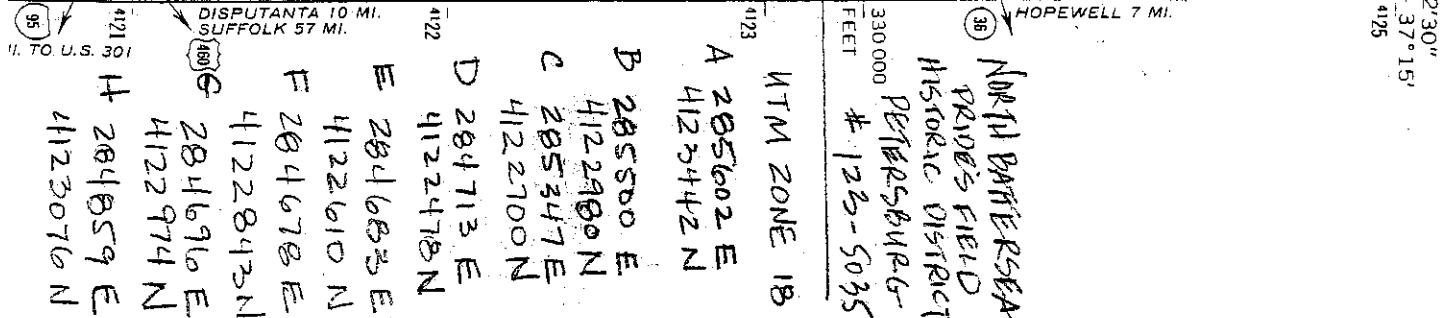 2'30"
37°15'
4125
HOPEWELL 7 MI.
36
330 000
FEET
4123
4122
DISPUTANTA 10 MI.
SUFFOLK 57 MI.
460
4121
95
TO U.S. 301
NORTH BATTERSEA
PRIDE'S FIELD
HISTORIC DISTRICT
PETERSBURG
# 123-5035
UTM ZONE 18
A 285602 E
4123442 N
B 285500 E
4122980 N
C 285347 E
4122700 N
D 284713 E
4122478 N
E 284683 E
4122610 N
F 284678 E
4122843 N
G 284696 E
4122974 N
H 284859 E
4123076 N